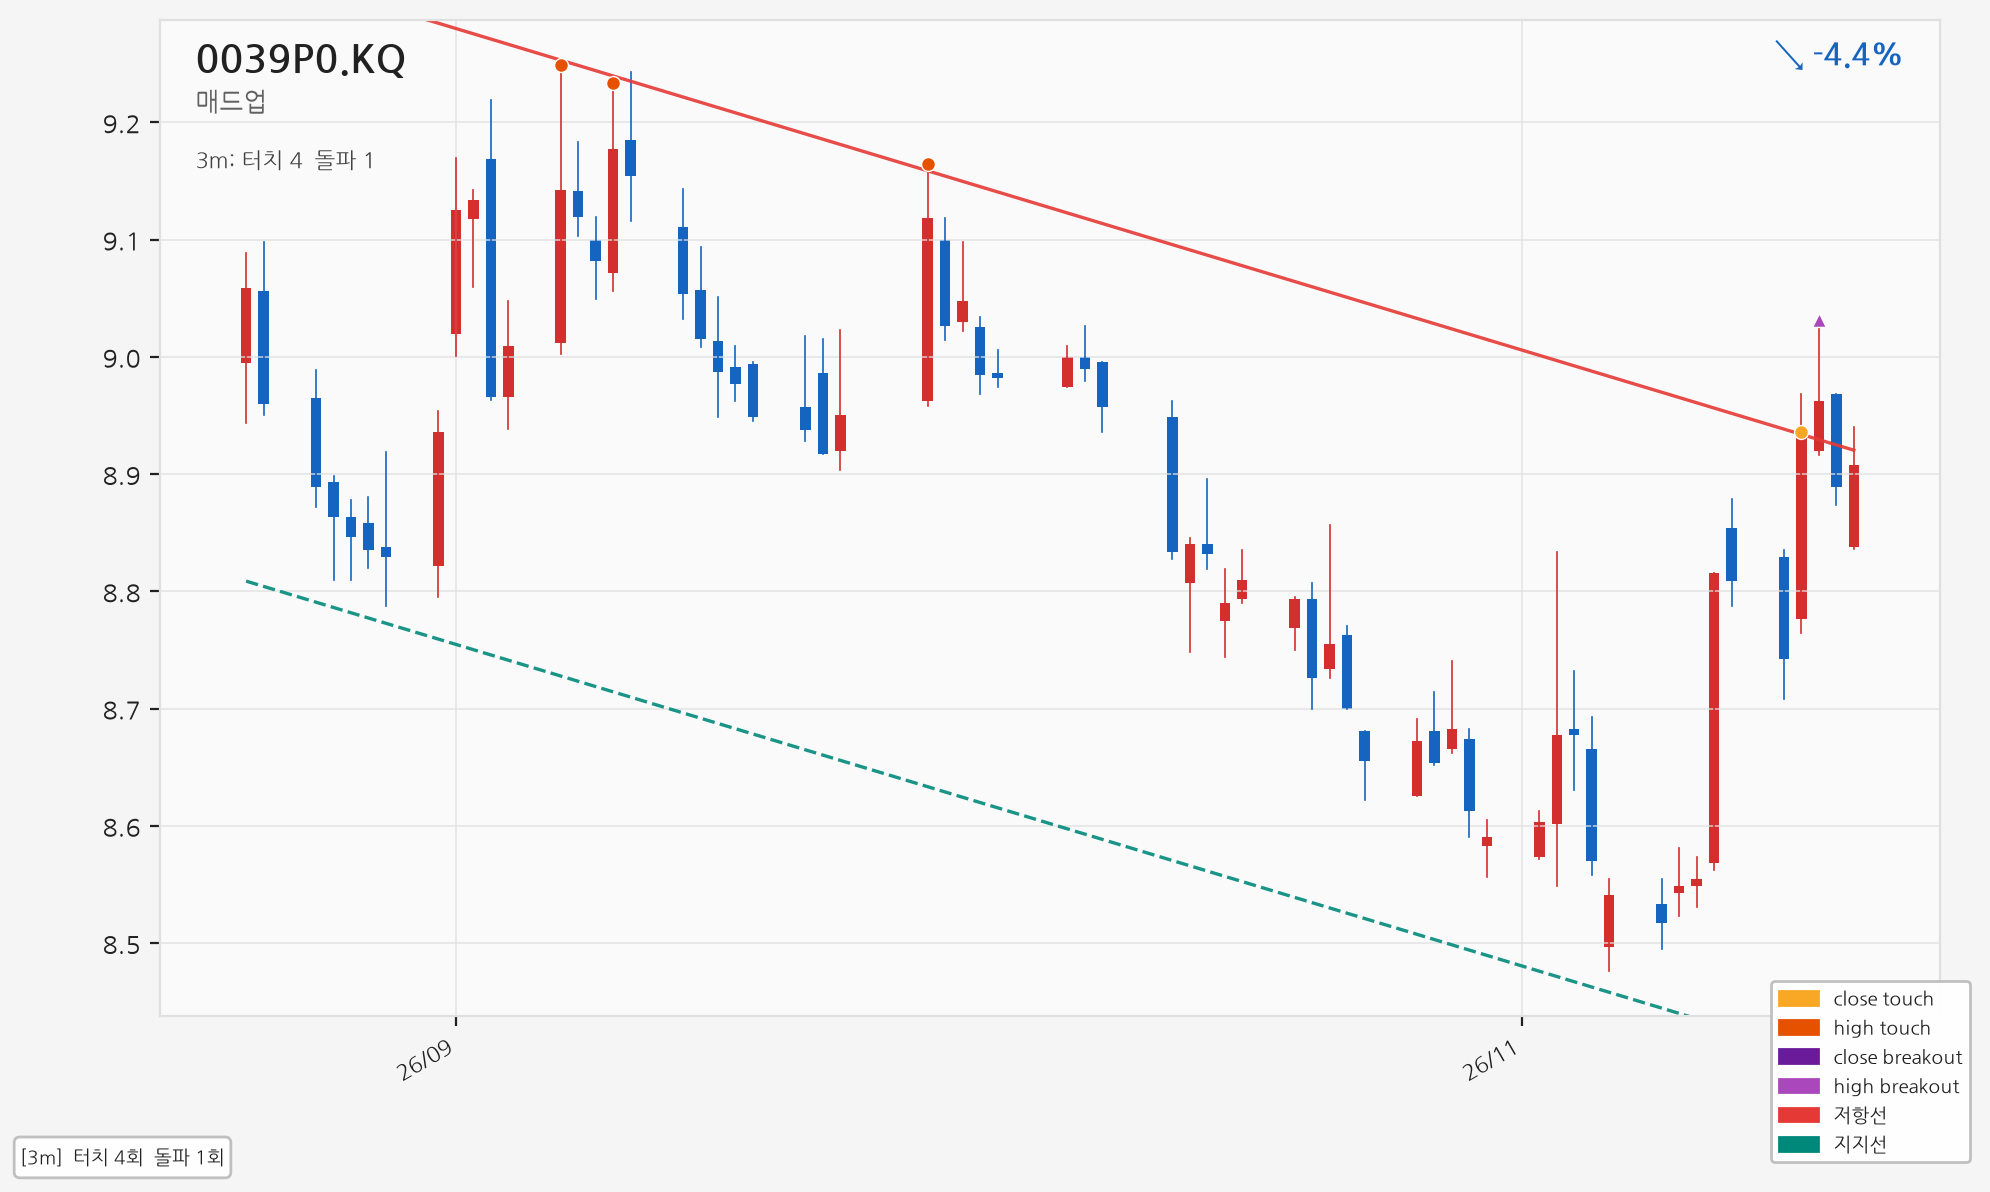 0039P0.KQ
매드업
3m: 터치 4 돌파 1
-4.4%
9.2
9.1
9.0
8.9
8.8
8.7
8.6
8.5
26/09
26/11
close touch
high touch
close breakout
high breakout
저항선
지지선
[3m] 터치 4회 돌파 1회